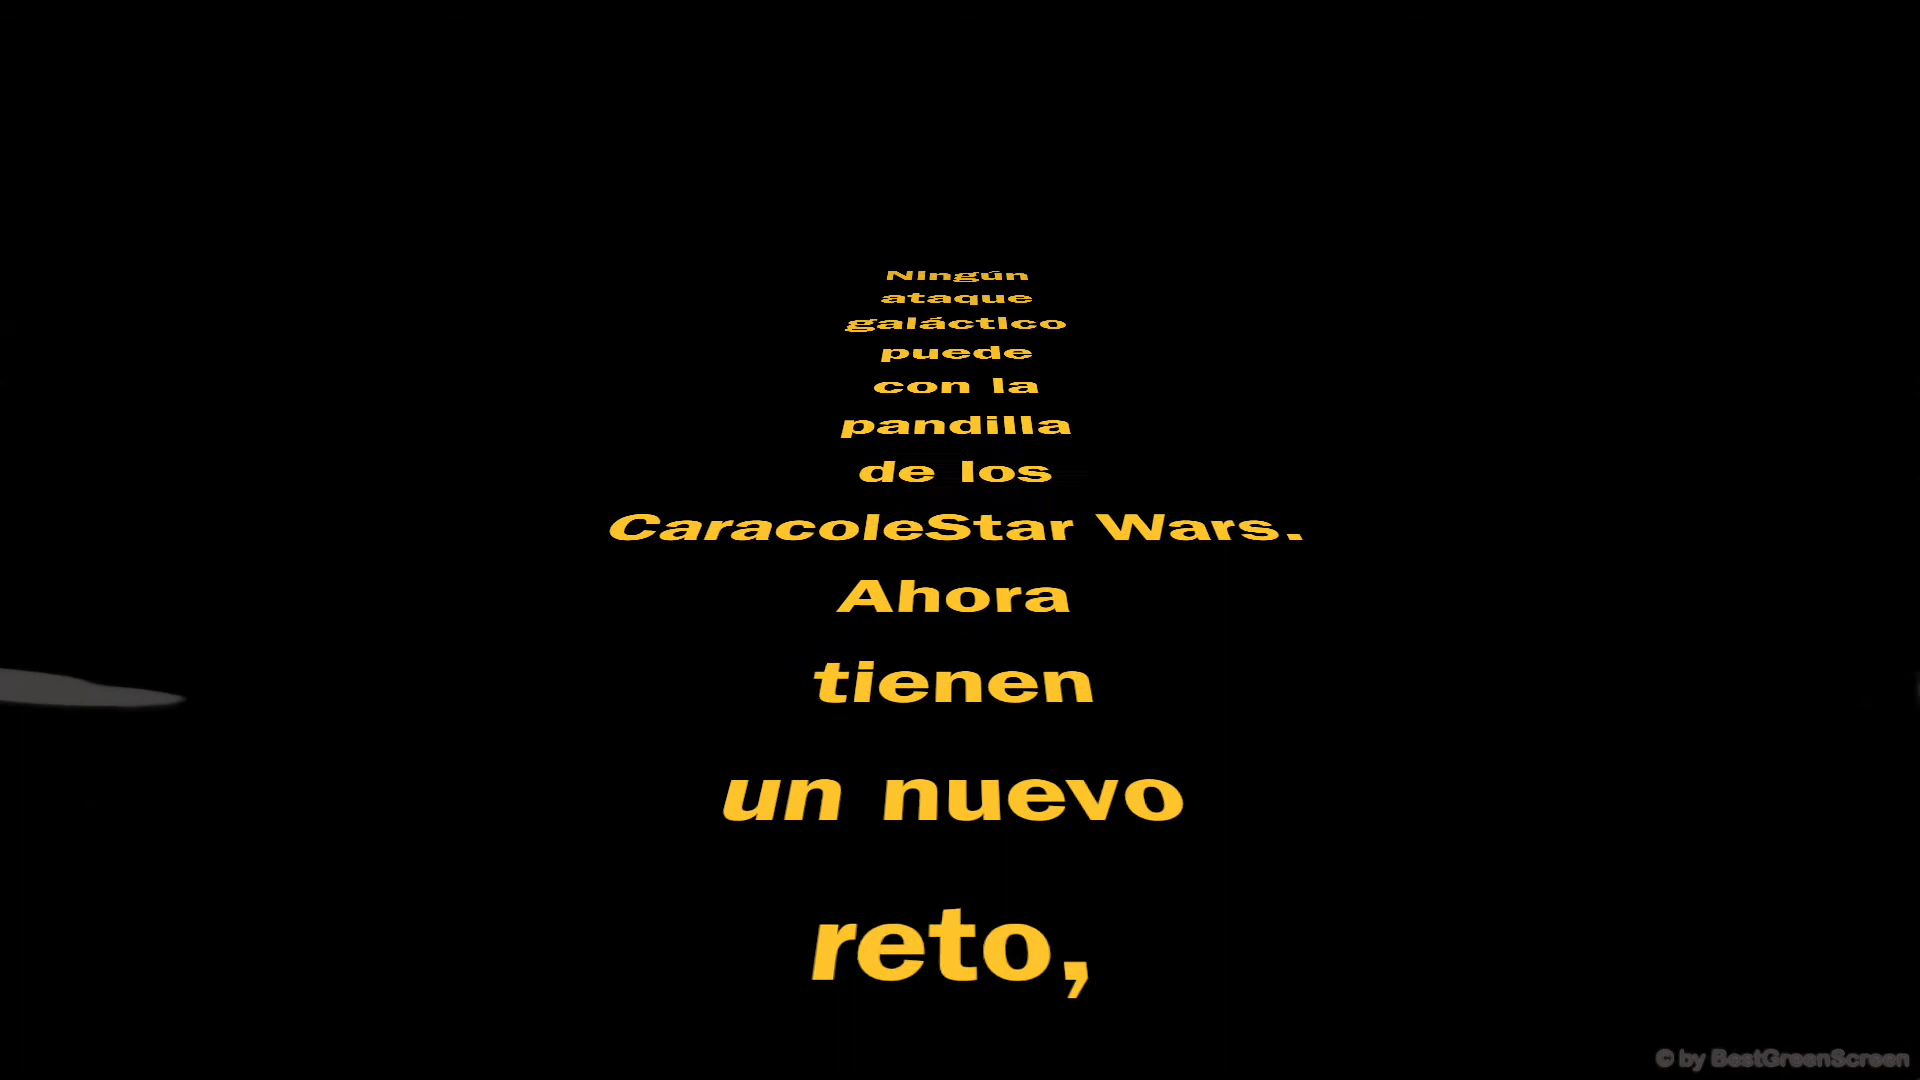 Ningún
ataque
galáctico
puede
con la
pandilla
de los
CaracoleStar Wars.
Ahora
tienen
un nuevo
reto,
© by BestGreenScreen